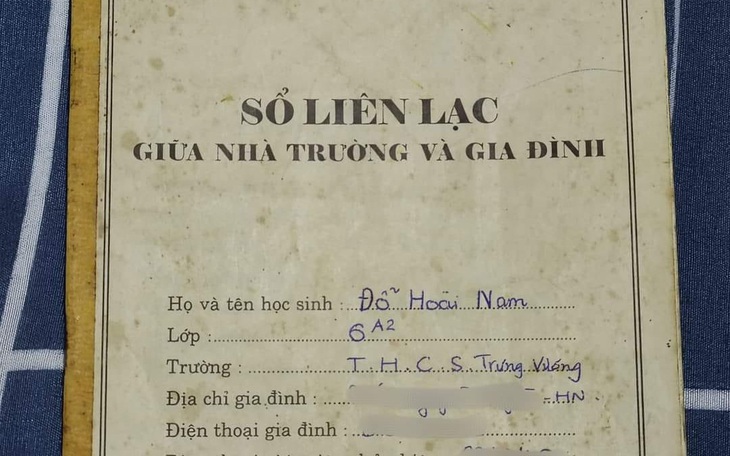 SỔ LIÊN LẠC
GIỮA NHÀ TRƯỜNG VÀ GIA ĐÌNH
Họ và tên học sinh : Đỗ Hoài Nam
Lớp : 6A2
Trường : T.H.C.S. Trưng Vương
Địa chỉ gia đình : HN
Điện thoại gia đình :